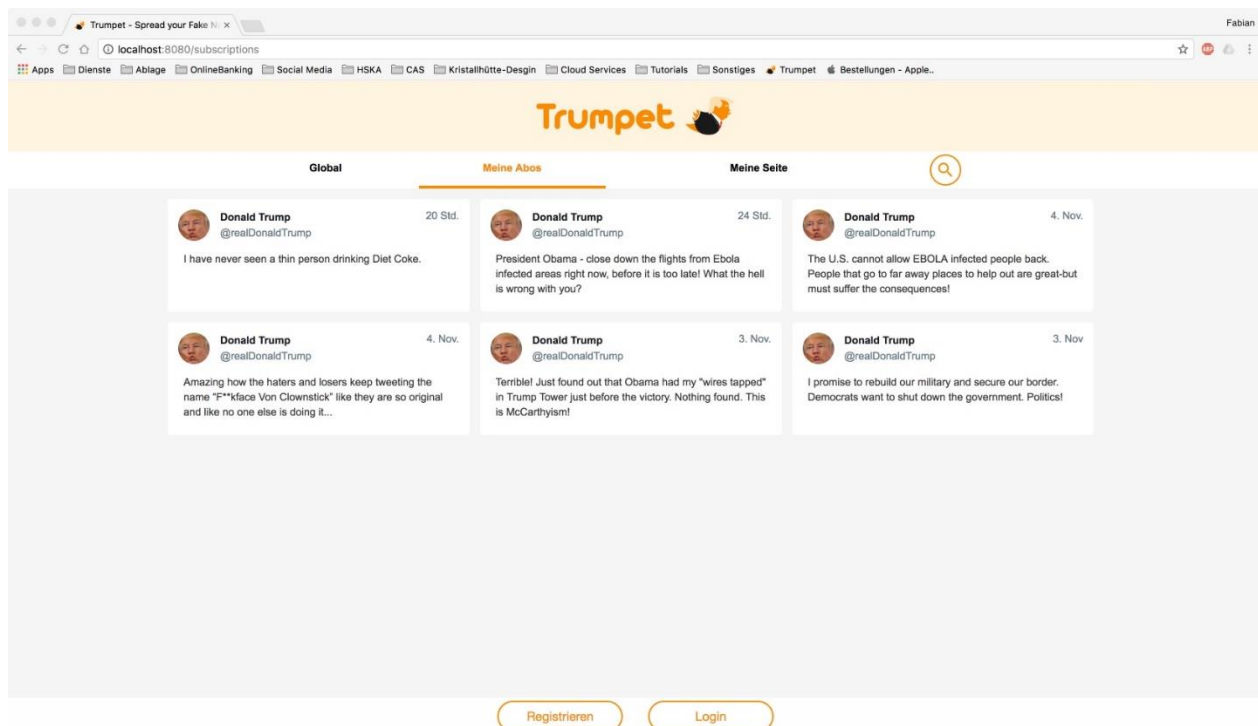 Trumpet - Spread your Fake N
Fabian
localhost:8080/subscriptions
ABP
Apps Dienste Ablage OnlineBanking Social Media HSKA CAS Kristallhütte-Desgin Cloud Services Tutorials Sonstiges Trumpet Bestellungen - Apple..
Trumpet
Global Meine Abos Meine Seite
Donald Trump 20 Std.
@realDonaldTrump
I have never seen a thin person drinking Diet Coke.
Donald Trump 24 Std.
@realDonaldTrump
President Obama - close down the flights from Ebola
infected areas right now, before it is too late! What the hell
is wrong with you?
Donald Trump 4. Nov.
@realDonaldTrump
The U.S. cannot allow EBOLA infected people back.
People that go to far away places to help out are great-but
must suffer the consequences!
Donald Trump 4. Nov.
@realDonaldTrump
Amazing how the haters and losers keep tweeting the
name "F**kface Von Clownstick" like they are so original
and like no one else is doing it...
Donald Trump 3. Nov.
@realDonaldTrump
Terrible! Just found out that Obama had my "wires tapped"
in Trump Tower just before the victory. Nothing found. This
is McCarthyism!
Donald Trump 3. Nov
@realDonaldTrump
I promise to rebuild our military and secure our border.
Democrats want to shut down the government. Politics!
Registrieren Login